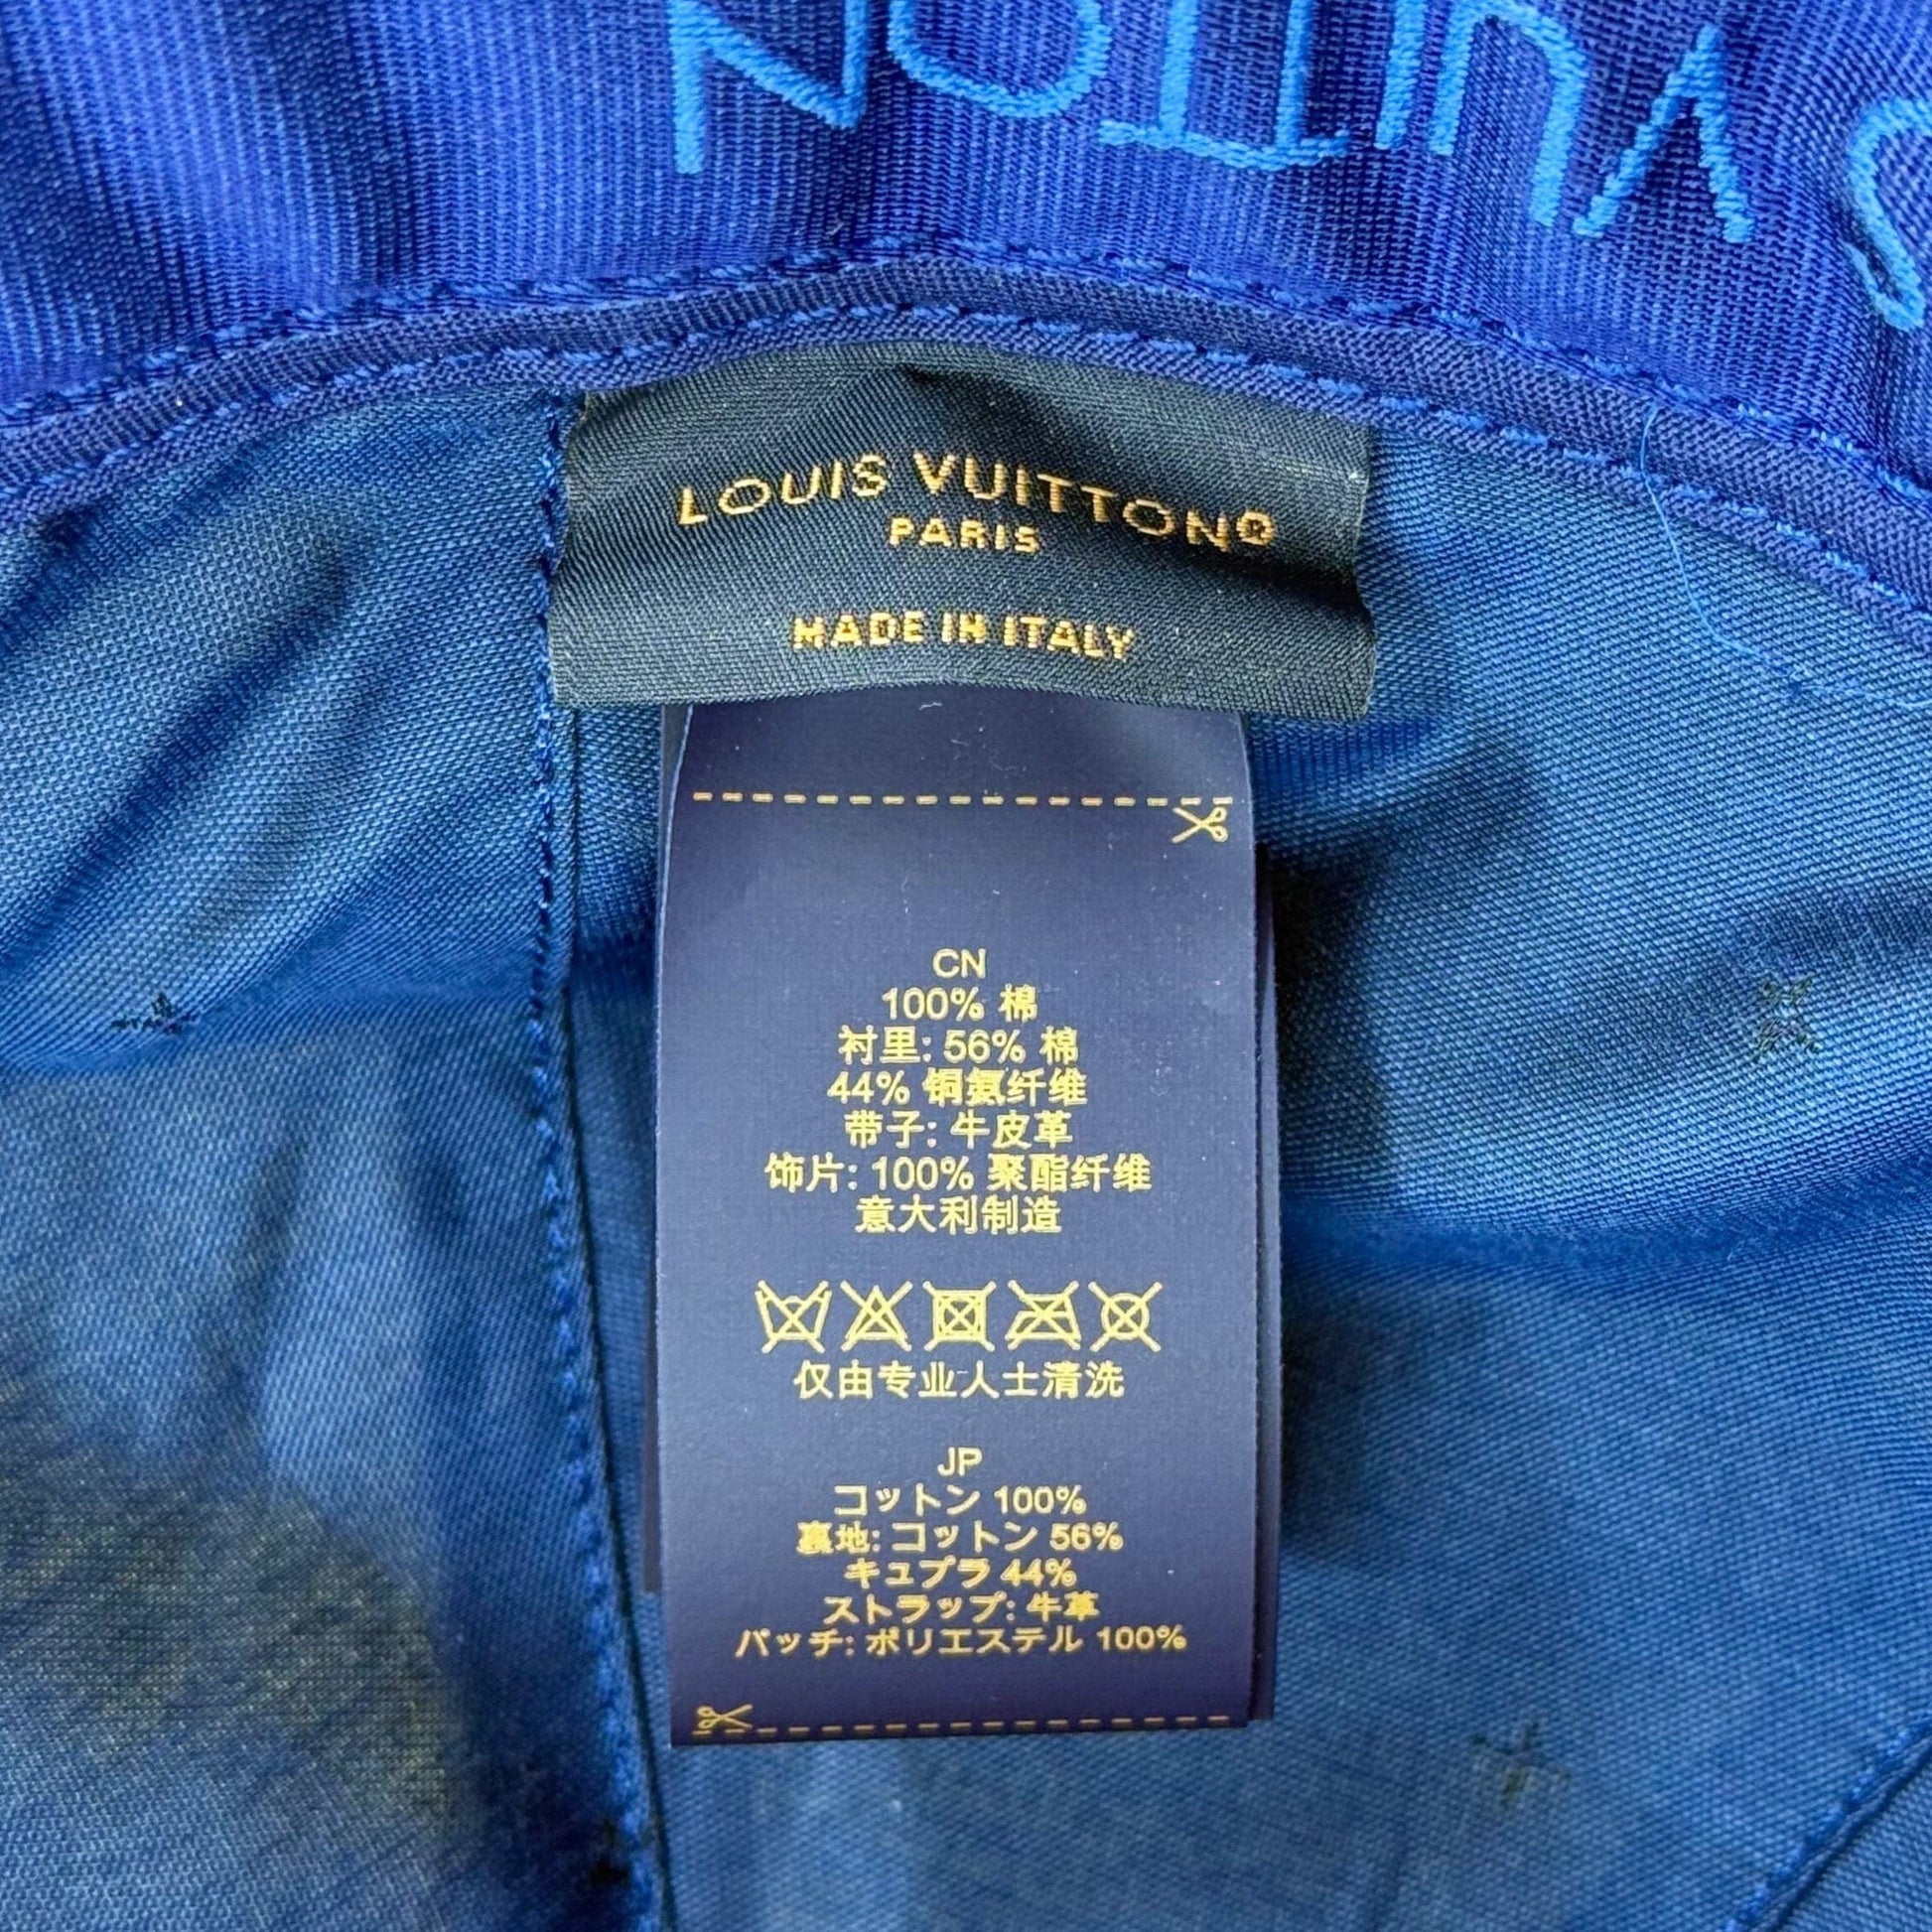 S VUITON
LOUIS VUITTON®
PARIS
MADE IN ITALY
CN
100% 棉
衬里: 56% 棉
44% 铜氨纤维
带子: 牛皮革
饰片: 100% 聚酯纤维
意大利制造
仅由专业人士清洗
JP
コットン 100%
裏地: コットン 56%
キュプラ 44%
ストラップ: 牛革
パッチ: ポリエステル 100%